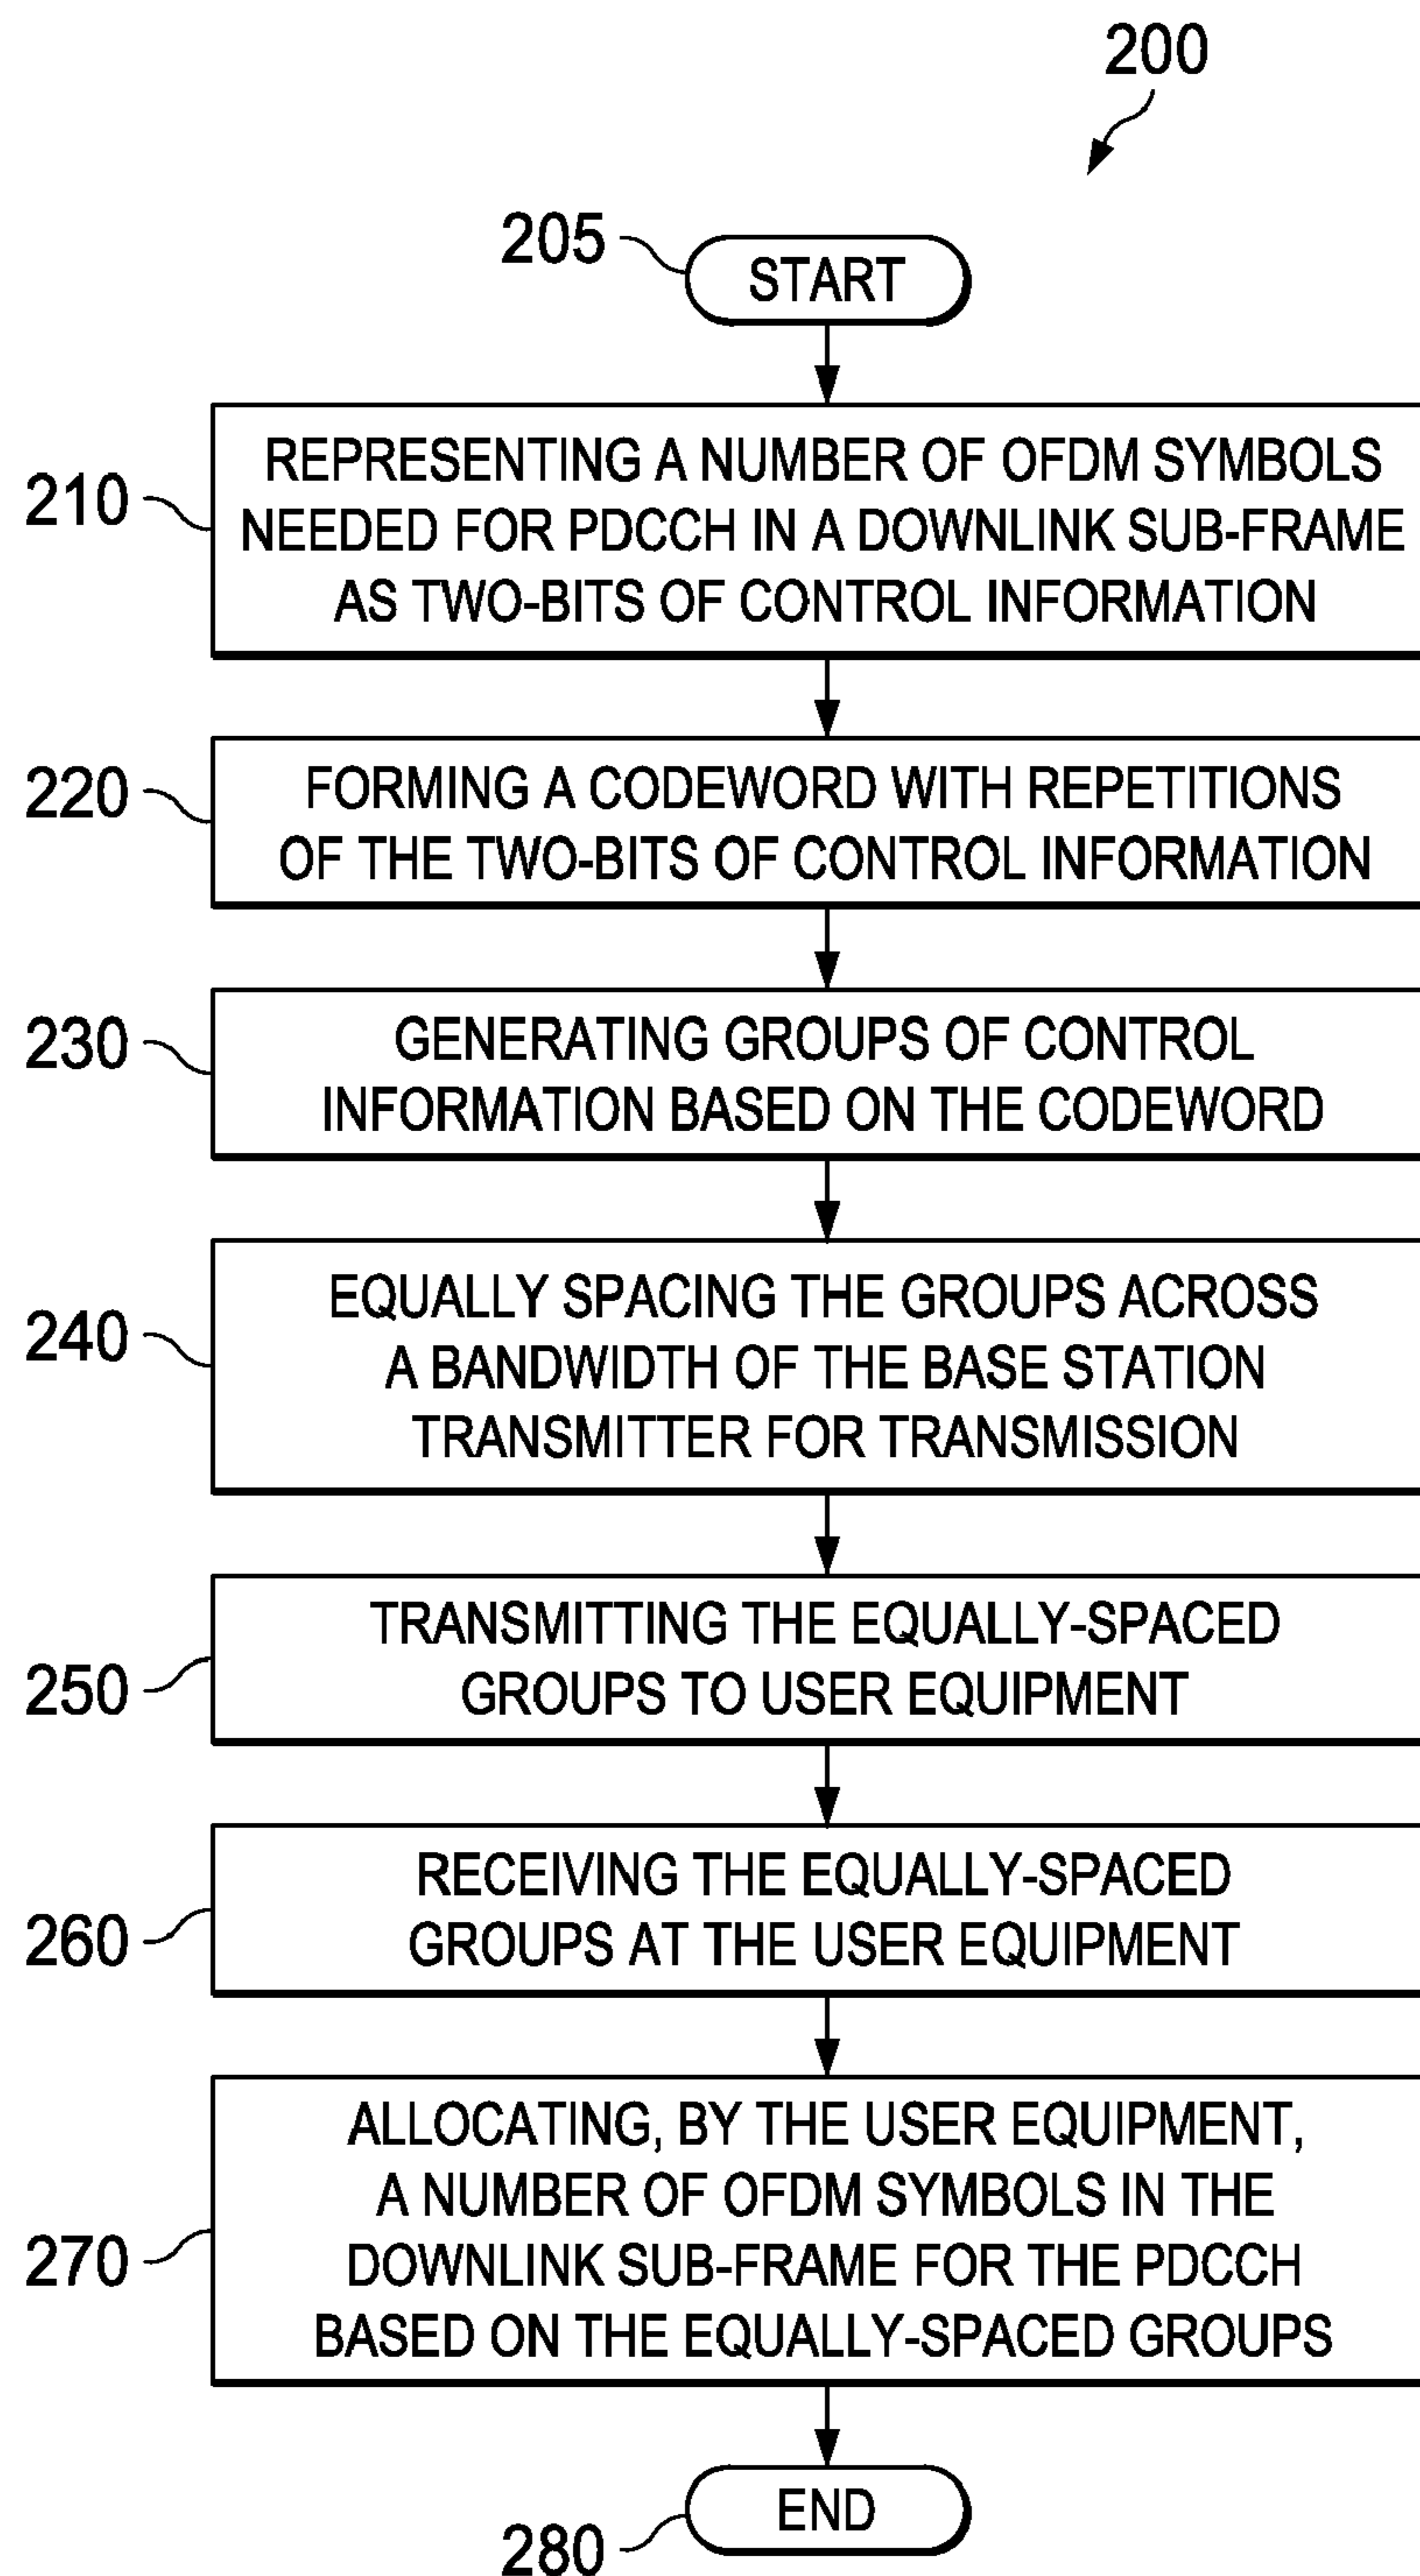 200
205
START
210
REPRESENTING A NUMBER OF OFDM SYMBOLS
NEEDED FOR PDCCH IN A DOWNLINK SUB-FRAME
AS TWO-BITS OF CONTROL INFORMATION
220
FORMING A CODEWORD WITH REPETITIONS
OF THE TWO-BITS OF CONTROL INFORMATION
230
GENERATING GROUPS OF CONTROL
INFORMATION BASED ON THE CODEWORD
240
EQUALLY SPACING THE GROUPS ACROSS
A BANDWIDTH OF THE BASE STATION
TRANSMITTER FOR TRANSMISSION
250
TRANSMITTING THE EQUALLY-SPACED
GROUPS TO USER EQUIPMENT
260
RECEIVING THE EQUALLY-SPACED
GROUPS AT THE USER EQUIPMENT
270
ALLOCATING, BY THE USER EQUIPMENT,
A NUMBER OF OFDM SYMBOLS IN THE
DOWNLINK SUB-FRAME FOR THE PDCCH
BASED ON THE EQUALLY-SPACED GROUPS
280
END